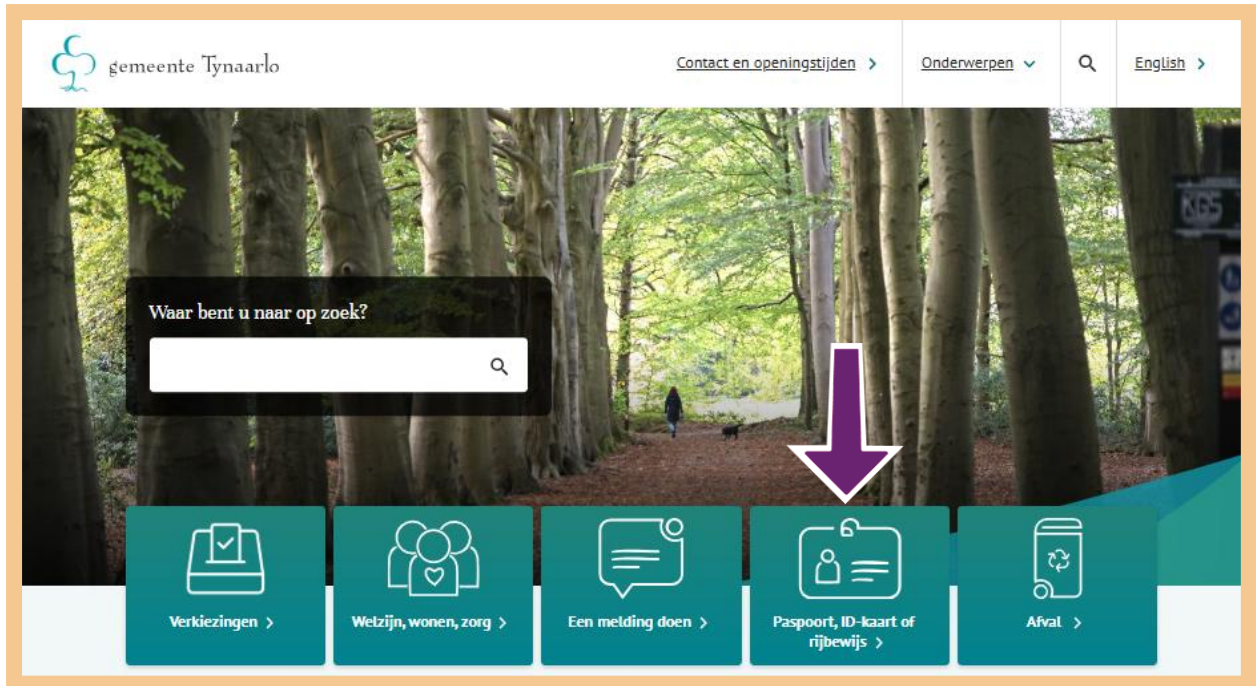 gemeente Tynaarlo
Contact en openingstijden
Onderwerpen
English
KGS
Waar bent u naar op zoek?
Verkiezingen
Welzijn, wonen, zorg
Een melding doen
Paspoort, ID-kaart of
rijbewijs
Afval